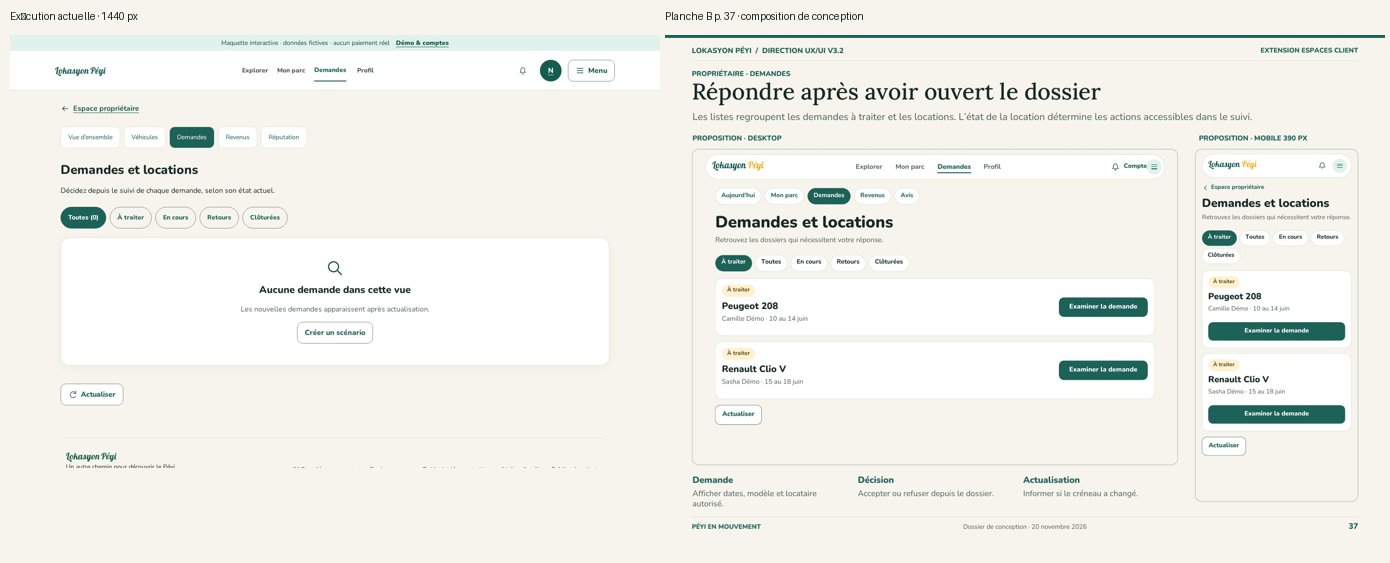 Exécution actuelle · 1440 px
Maquette interactive · données fictives · aucun paiement réel Démo & comptes
Lokasyon Péyi
Explorer Mon parc Demandes Profil
N
Menu
Espace propriétaire
Vue d'ensemble Véhicules Demandes Revenus Réputation
Demandes et locations
Décidez depuis le suivi de chaque demande, selon son état actuel.
Toutes (0) À traiter En cours Retours Clôturées
Aucune demande dans cette vue
Les nouvelles demandes apparaissent après actualisation.
Créer un scénario
Actualiser
Lokasyon Péyi
Un autre chemin pour découvrir le Péyi
Planche B p. 37 · composition de conception
LOKASYON PÉYI / DIRECTION UX/UI V3.2
EXTENSION ESPACES CLIENT
PROPRIÉTAIRE · DEMANDES
Répondre après avoir ouvert le dossier
Les listes regroupent les demandes à traiter et les locations. L'état de la location détermine les actions accessibles dans le suivi.
PROPOSITION · DESKTOP
Lokasyon Péyi
Explorer Mon parc Demandes Profil
Compte
Aujourd'hui Mon parc Demandes Revenus Avis
Demandes et locations
Retrouvez les dossiers qui nécessitent votre réponse.
À traiter Toutes En cours Retours Clôturées
À traiter
Peugeot 208
Camille Démo · 10 au 14 juin
Examiner la demande
À traiter
Renault Clio V
Sasha Démo · 15 au 18 juin
Examiner la demande
Actualiser
PROPOSITION · MOBILE 390 PX
Lokasyon Péyi
Espace propriétaire
Demandes et locations
Retrouvez les dossiers qui nécessitent votre réponse.
À traiter Toutes En cours Retours
Clôturées
À traiter
Peugeot 208
Camille Démo · 10 au 14 juin
Examiner la demande
À traiter
Renault Clio V
Sasha Démo · 15 au 18 juin
Examiner la demande
Actualiser
Demande
Afficher dates, modèle et locataire
autorisé.
Décision
Accepter ou refuser depuis le dossier.
Actualisation
Informer si le créneau a changé.
PÉYI EN MOUVEMENT
Dossier de conception · 20 novembre 2026
37